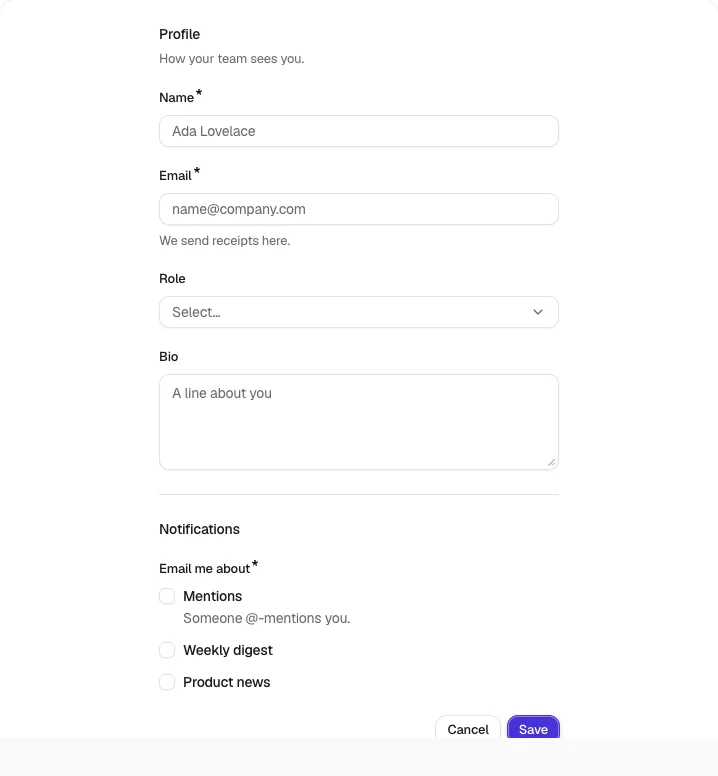 Profile
How your team sees you.
Name*
Ada Lovelace
Email*
name@company.com
We send receipts here.
Role
Select...
Bio
A line about you
Notifications
Email me about*
Mentions
Someone @-mentions you.
Weekly digest
Product news
Cancel Save